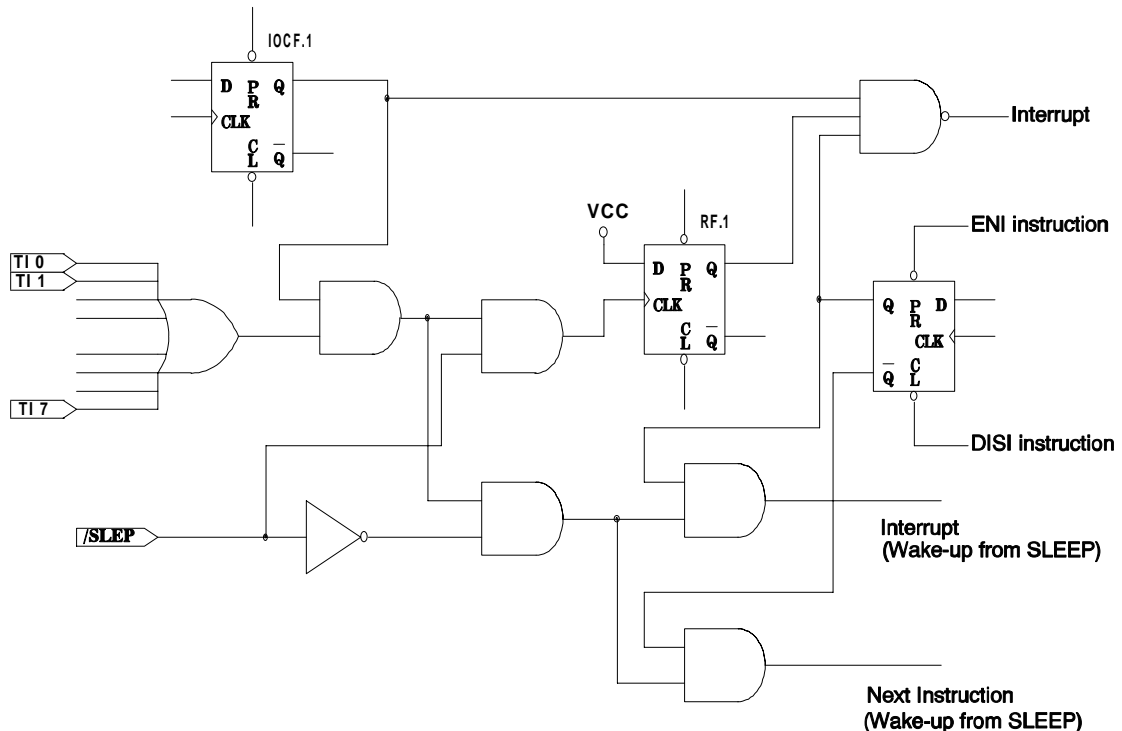 IOCF.1
D P R Q
CLK
C L Q
Interrupt
VCC
RF.1
ENI instruction
TI 0
TI 1
D P R Q
CLK
C L Q
Q P R D
CLK
Q C L
TI 7
DISI instruction
/SLEP
Interrupt
(Wake-up from SLEEP)
Next Instruction
(Wake-up from SLEEP)